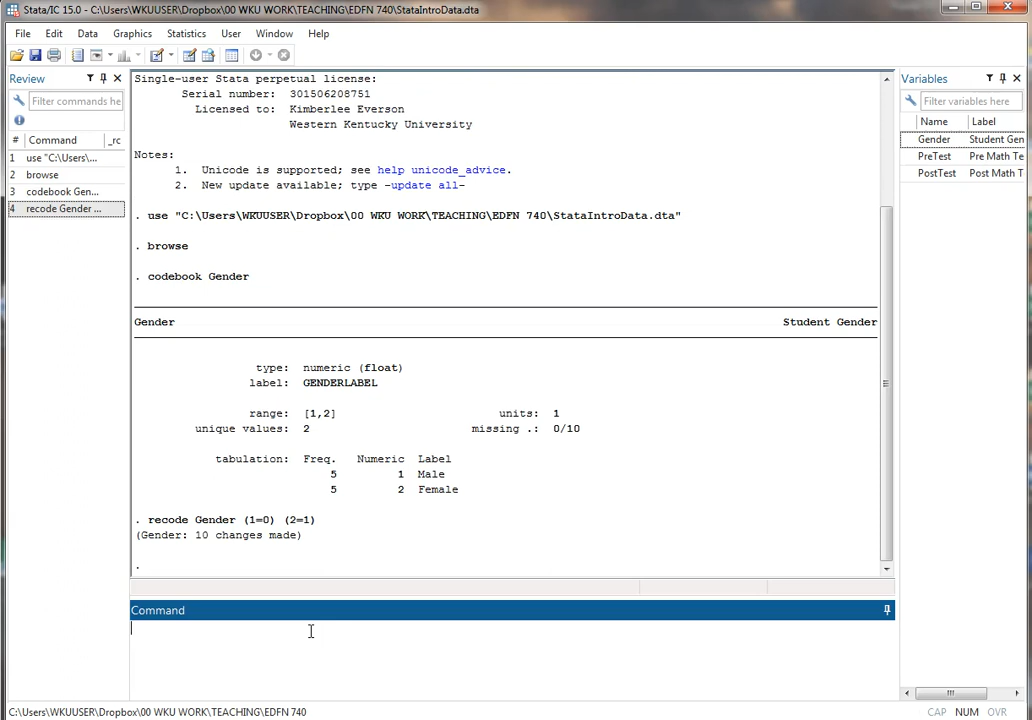 Stata/IC 15.0 - C:\Users\WKUUSER\Dropbox\00 WKU WORK\TEACHING\EDFN 740\StataIntroData.dta
File Edit Data Graphics Statistics User Window Help
Review
Filter commands he
# Command _rc
1 use "C:\Users\...
2 browse
3 codebook Gen...
4 recode Gender ...
Single-user Stata perpetual license:
Serial number: 301506208751
Licensed to: Kimberlee Everson
Western Kentucky University
Notes:
1. Unicode is supported; see help unicode_advice.
2. New update available; type -update all-
. use "C:\Users\WKUUSER\Dropbox\00 WKU WORK\TEACHING\EDFN 740\StataIntroData.dta"
. browse
. codebook Gender
Gender Student Gender
type: numeric (float)
label: GENDERLABEL
range: [1,2] units: 1
unique values: 2 missing .: 0/10
tabulation: Freq. Numeric Label
5 1 Male
5 2 Female
. recode Gender (1=0) (2=1)
(Gender: 10 changes made)
.
Command
Variables
Filter variables here
Name Label
Gender Student Gen
PreTest Pre Math Te
PostTest Post Math T
C:\Users\WKUUSER\Dropbox\00 WKU WORK\TEACHING\EDFN 740
CAP NUM OVR